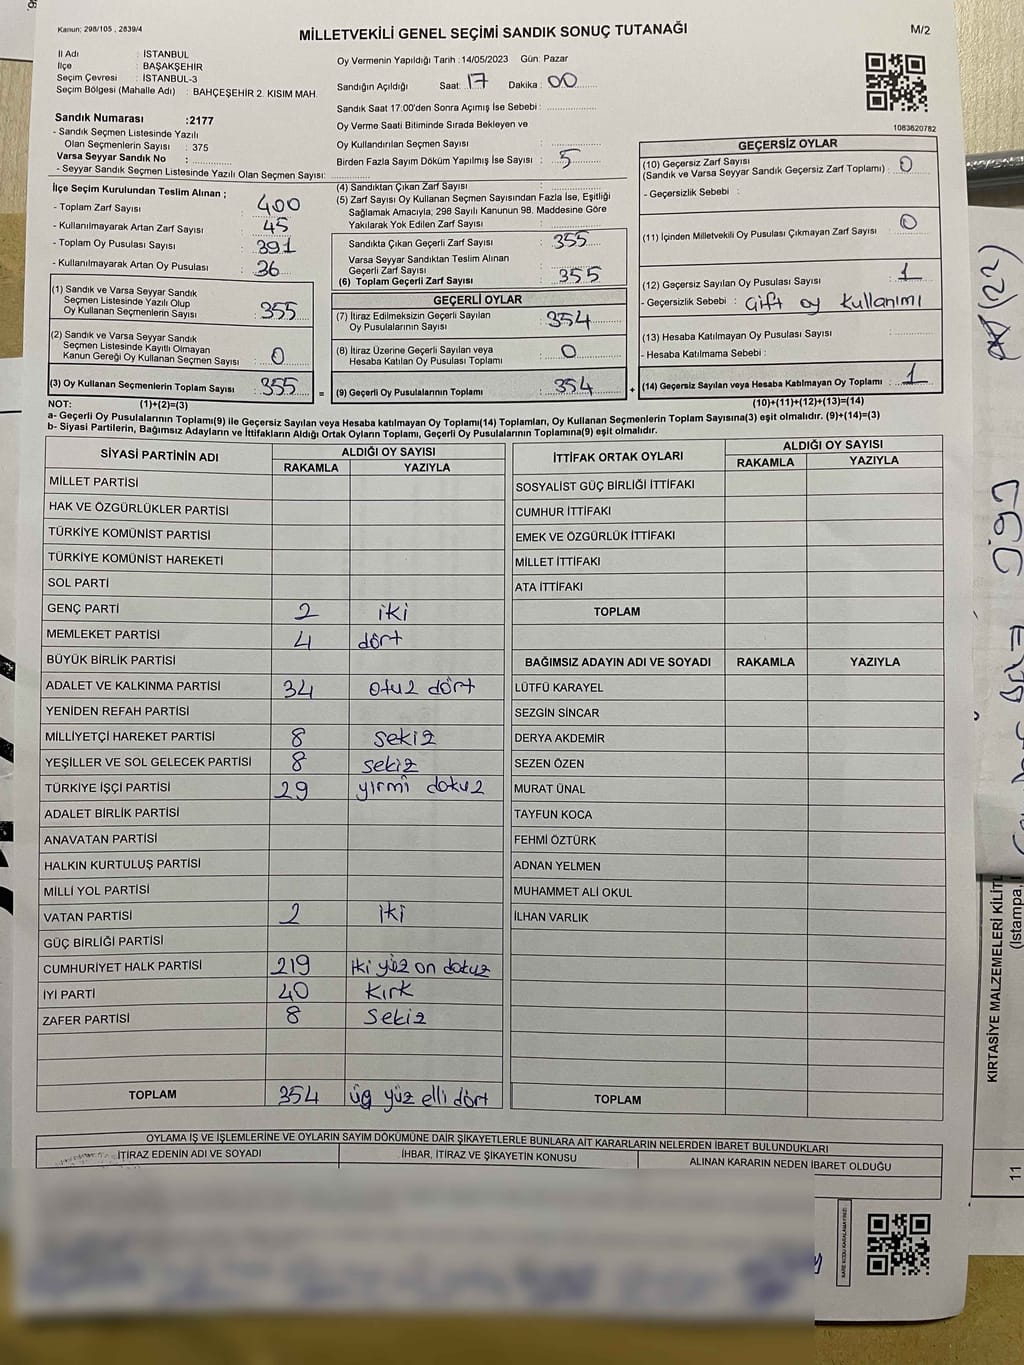 Kanun: 298/105 , 2839/4
MİLLETVEKİLİ GENEL SEÇİMİ SANDIK SONUÇ TUTANAĞI
M/2
İl Adı : İSTANBUL
İlçe : BAŞAKŞEHİR
Seçim Çevresi : İSTANBUL-3
Seçim Bölgesi (Mahalle Adı) : BAHÇEŞEHİR 2. KISIM MAH.
Sandık Numarası :2177
- Sandık Seçmen Listesinde Yazılı
Olan Seçmenlerin Sayısı : 375
Varsa Seyyar Sandık No :
- Seyyar Sandık Seçmen Listesinde Yazılı Olan Seçmen Sayısı:
Oy Vermenin Yapıldığı Tarih :14/05/2023 Gün: Pazar
Sandığın Açıldığı Saat: 17 Dakika : 00
Sandık Saat 17:00'den Sonra Açımış İse Sebebi :
Oy Verme Saati Bitiminde Sırada Bekleyen ve
Oy Kullandırılan Seçmen Sayısı :
Birden Fazla Sayım Döküm Yapılmış İse Sayısı : 5
1083620782
İlçe Seçim Kurulundan Teslim Alınan ;
- Toplam Zarf Sayısı : 400
- Kullanılmayarak Artan Zarf Sayısı : 45
- Toplam Oy Pusulası Sayısı : 391
- Kullanılmayarak Artan Oy Pusulası : 36
(1) Sandık ve Varsa Seyyar Sandık
Seçmen Listesinde Yazılı Olup
Oy Kullanan Seçmenlerin Sayısı : 355
(2) Sandık ve Varsa Seyyar Sandık
Seçmen Listesinde Kayıtlı Olmayan
Kanun Gereği Oy Kullanan Seçmen Sayısı : 0
(3) Oy Kullanan Seçmenlerin Toplam Sayısı : 355
(4) Sandıktan Çıkan Zarf Sayısı :
(5) Zarf Sayısı Oy Kullanan Seçmen Sayısından Fazla İse, Eşitliği
Sağlamak Amacıyla; 298 Sayılı Kanunun 98. Maddesine Göre
Yakılarak Yok Edilen Zarf Sayısı :
Sandıkta Çıkan Geçerli Zarf Sayısı : 355
Varsa Seyyar Sandıktan Teslim Alınan
Geçerli Zarf Sayısı :
(6) Toplam Geçerli Zarf Sayısı : 355
GEÇERLİ OYLAR
(7) İtiraz Edilmeksizin Geçerli Sayılan
Oy Pusulalarının Sayısı : 354
(8) İtiraz Üzerine Geçerli Sayılan veya
Hesaba Katılan Oy Pusulası Toplamı : 0
= (9) Geçerli Oy Pusulalarının Toplamı : 354 +
GEÇERSİZ OYLAR
(10) Geçersiz Zarf Sayısı
(Sandık ve Varsa Seyyar Sandık Geçersiz Zarf Toplamı) : 0
- Geçersizlik Sebebi :
(11) İçinden Milletvekili Oy Pusulası Çıkmayan Zarf Sayısı : 0
(12) Geçersiz Sayılan Oy Pusulası Sayısı : 1
- Geçersizlik Sebebi : Çift oy kullanımı
(13) Hesaba Katılmayan Oy Pusulası Sayısı :
- Hesaba Katılmama Sebebi :
(14) Geçersiz Sayılan veya Hesaba Katılmayan Oy Toplamı : 1
NOT: (1)+(2)=(3)
(10)+(11)+(12)+(13)=(14)
a- Geçerli Oy Pusulalarının Toplamı(9) ile Geçersiz Sayılan veya Hesaba katılmayan Oy Toplamı(14) Toplamları, Oy Kullanan Seçmenlerin Toplam Sayısına(3) eşit olmalıdır. (9)+(14)=(3)
b- Siyasi Partilerin, Bağımsız Adayların ve İttifakların Aldığı Ortak Oyların Toplamı, Geçerli Oy Pusulalarının Toplamına(9) eşit olmalıdır.
SİYASİ PARTİNİN ADI ALDIĞI OY SAYISI
RAKAMLA YAZIYLA
MİLLET PARTİSİ
HAK VE ÖZGÜRLÜKLER PARTİSİ
TÜRKİYE KOMÜNİST PARTİSİ
TÜRKİYE KOMÜNİST HAREKETİ
SOL PARTİ
GENÇ PARTİ 2 iki
MEMLEKET PARTİSİ 4 dört
BÜYÜK BİRLİK PARTİSİ
ADALET VE KALKINMA PARTİSİ 34 otuz dört
YENİDEN REFAH PARTİSİ
MİLLİYETÇİ HAREKET PARTİSİ 8 sekiz
YEŞİLLER VE SOL GELECEK PARTİSİ 8 sekiz
TÜRKİYE İŞÇİ PARTİSİ 29 yirmi dokuz
ADALET BİRLİK PARTİSİ
ANAVATAN PARTİSİ
HALKIN KURTULUŞ PARTİSİ
MİLLİ YOL PARTİSİ
VATAN PARTİSİ 2 iki
GÜÇ BİRLİĞİ PARTİSİ
CUMHURİYET HALK PARTİSİ 219 iki yüz on dokuz
İYİ PARTİ 40 kırk
ZAFER PARTİSİ 8 Sekiz
TOPLAM 354 üç yüz elli dört
İTTİFAK ORTAK OYLARI ALDIĞI OY SAYISI
RAKAMLA YAZIYLA
SOSYALİST GÜÇ BİRLİĞİ İTTİFAKI
CUMHUR İTTİFAKI
EMEK VE ÖZGÜRLÜK İTTİFAKI
MİLLET İTTİFAKI
ATA İTTİFAKI
TOPLAM
BAĞIMSIZ ADAYIN ADI VE SOYADI RAKAMLA YAZIYLA
LÜTFÜ KARAYEL
SEZGİN SİNCAR
DERYA AKDEMİR
SEZEN ÖZEN
MURAT ÜNAL
TAYFUN KOCA
FEHMİ ÖZTÜRK
ADNAN YELMEN
MUHAMMET ALİ OKUL
İLHAN VARLIK
TOPLAM
OYLAMA İŞ VE İŞLEMLERİNE VE OYLARIN SAYIM DÖKÜMÜNE DAİR ŞİKAYETLERLE BUNLARA AİT KARARLARIN NELERDEN İBARET BULUNDUKLARI
İTİRAZ EDENİN ADI VE SOYADI İHBAR, İTİRAZ VE ŞİKAYETİN KONUSU ALINAN KARARIN NEDEN İBARET OLDUĞU
KARE KODU KARALAMAYINIZ!
(22)
KIRTASİYE MALZEMELERİ KİLİTL
(Istampa,
11